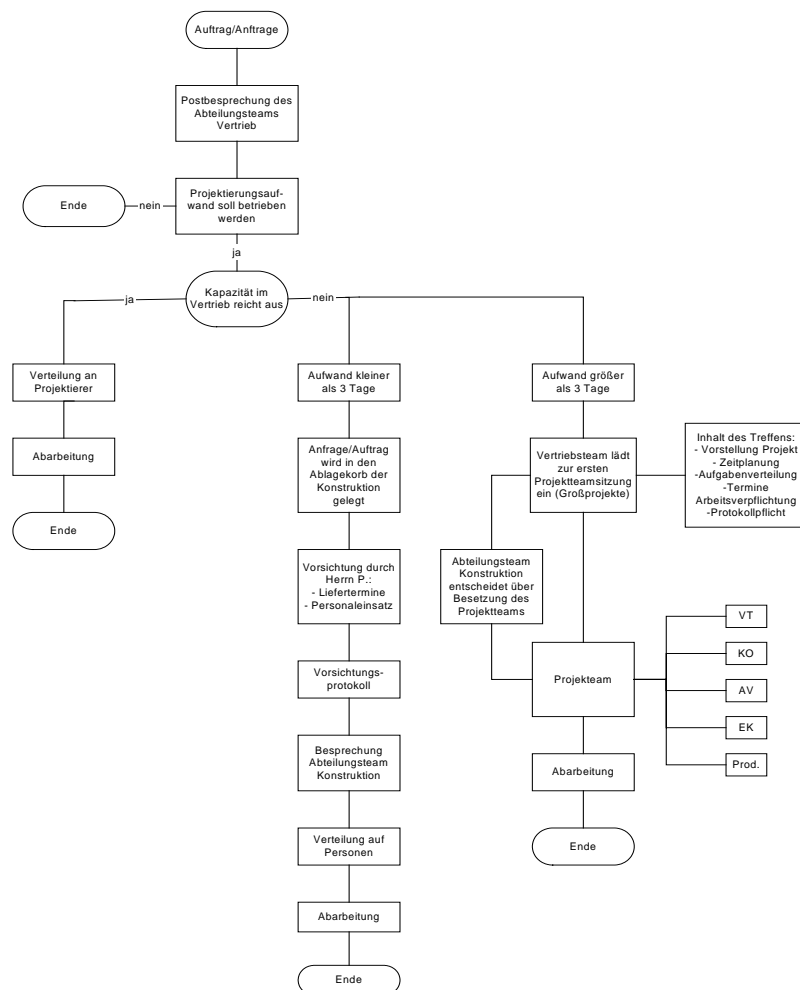 Auftrag/Anftrage
Postbesprechung des
Abteilungsteams
Vertrieb
Projektierungsauf-
wand soll betrieben
werden
nein
Ende
ja
Kapazität im
Vertrieb reicht aus
ja
nein
Verteilung an
Projektierer
Abarbeitung
Ende
Aufwand kleiner
als 3 Tage
Anfrage/Auftrag
wird in den
Ablagekorb der
Konstruktion
gelegt
Vorsichtung durch
Herrn P.:
- Liefertermine
- Personaleinsatz
Vorsichtungs-
protokoll
Besprechung
Abteilungsteam
Konstruktion
Verteilung auf
Personen
Abarbeitung
Ende
Aufwand größer
als 3 Tage
Vertriebsteam lädt
zur ersten
Projektteamsitzung
ein (Großprojekte)
Inhalt des Treffens:
- Vorstellung Projekt
- Zeitplanung
-Aufgabenverteilung
-Termine
Arbeitsverpflichtung
-Protokollpflicht
Abteilungsteam
Konstruktion
entscheidet über
Besetzung des
Projektteams
Projekteam
VT
KO
AV
EK
Prod.
Abarbeitung
Ende